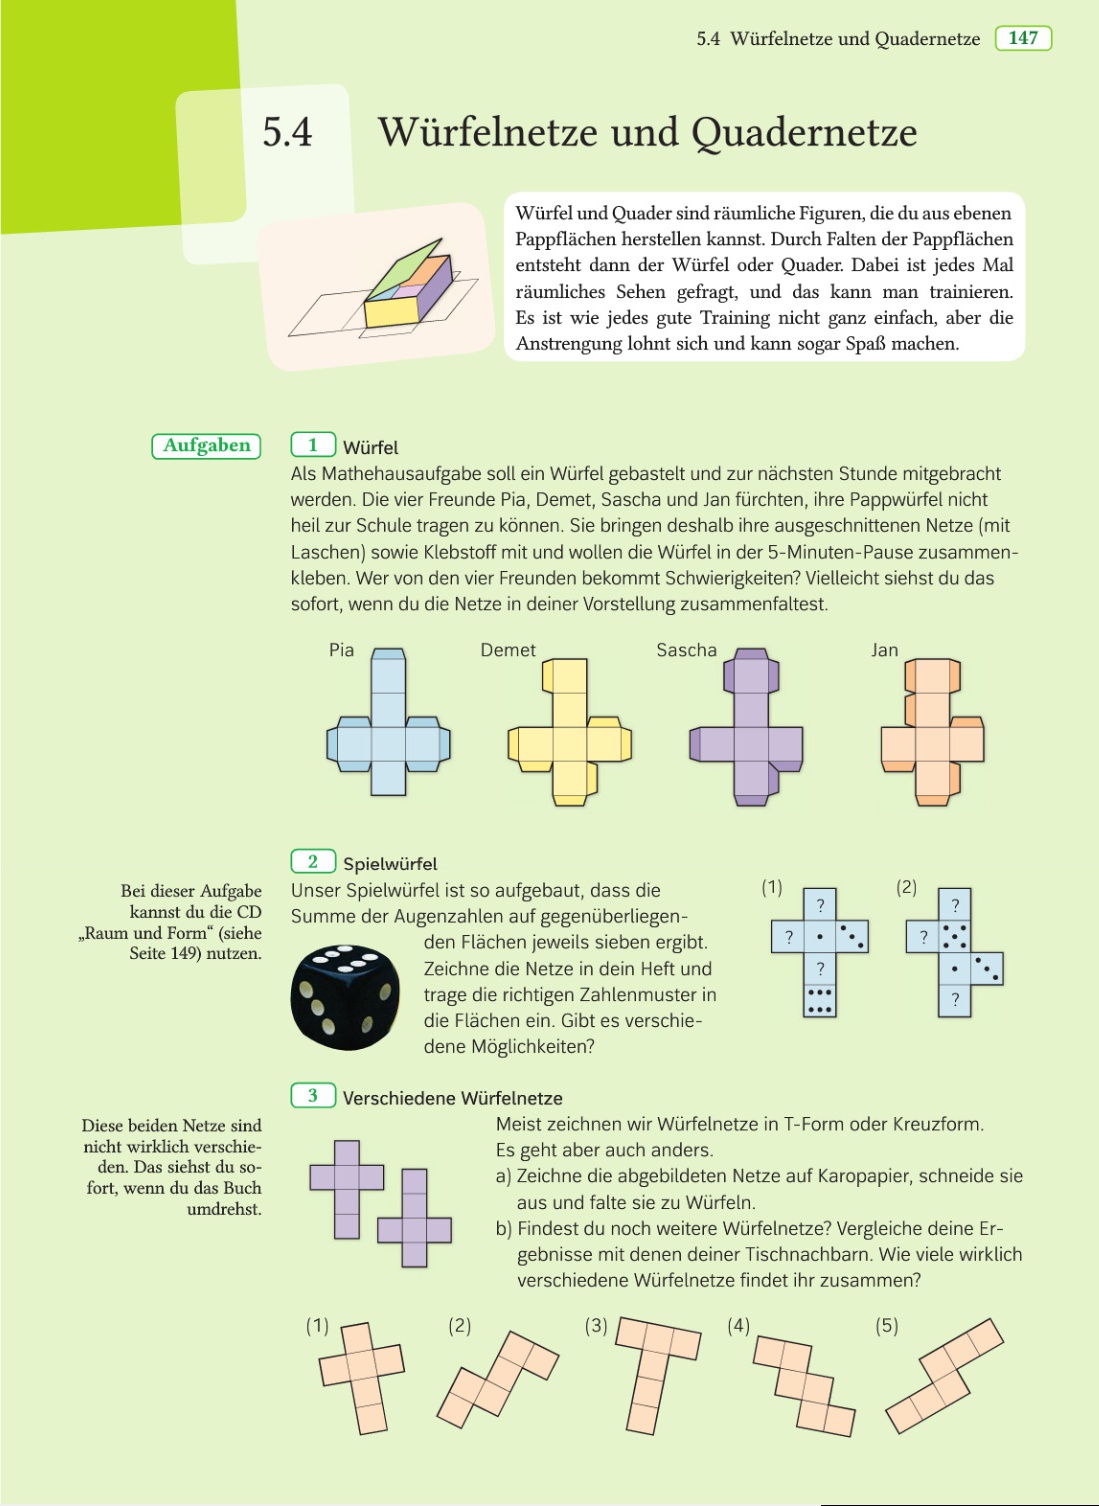 5.4 Würfelnetze und Quadernetze 147
5.4 Würfelnetze und Quadernetze
Würfel und Quader sind räumliche Figuren, die du aus ebenen
Pappflächen herstellen kannst. Durch Falten der Pappflächen
entsteht dann der Würfel oder Quader. Dabei ist jedes Mal
räumliches Sehen gefragt, und das kann man trainieren.
Es ist wie jedes gute Training nicht ganz einfach, aber die
Anstrengung lohnt sich und kann sogar Spaß machen.
Aufgaben
1 Würfel
Als Mathehausaufgabe soll ein Würfel gebastelt und zur nächsten Stunde mitgebracht
werden. Die vier Freunde Pia, Demet, Sascha und Jan fürchten, ihre Pappwürfel nicht
heil zur Schule tragen zu können. Sie bringen deshalb ihre ausgeschnittenen Netze (mit
Laschen) sowie Klebstoff mit und wollen die Würfel in der 5-Minuten-Pause zusammen-
kleben. Wer von den vier Freunden bekommt Schwierigkeiten? Vielleicht siehst du das
sofort, wenn du die Netze in deiner Vorstellung zusammenfaltest.
Pia Demet Sascha Jan
2 Spielwürfel
Bei dieser Aufgabe
kannst du die CD
„Raum und Form“ (siehe
Seite 149) nutzen.
Unser Spielwürfel ist so aufgebaut, dass die
Summe der Augenzahlen auf gegenüberliegen-
den Flächen jeweils sieben ergibt.
Zeichne die Netze in dein Heft und
trage die richtigen Zahlenmuster in
die Flächen ein. Gibt es verschie-
dene Möglichkeiten?
(1) (2)
? ?
? ?
?
?
3 Verschiedene Würfelnetze
Diese beiden Netze sind
nicht wirklich verschie-
den. Das siehst du so-
fort, wenn du das Buch
umdrehst.
Meist zeichnen wir Würfelnetze in T-Form oder Kreuzform.
Es geht aber auch anders.
a) Zeichne die abgebildeten Netze auf Karopapier, schneide sie
aus und falte sie zu Würfeln.
b) Findest du noch weitere Würfelnetze? Vergleiche deine Er-
gebnisse mit denen deiner Tischnachbarn. Wie viele wirklich
verschiedene Würfelnetze findet ihr zusammen?
(1) (2) (3) (4) (5)